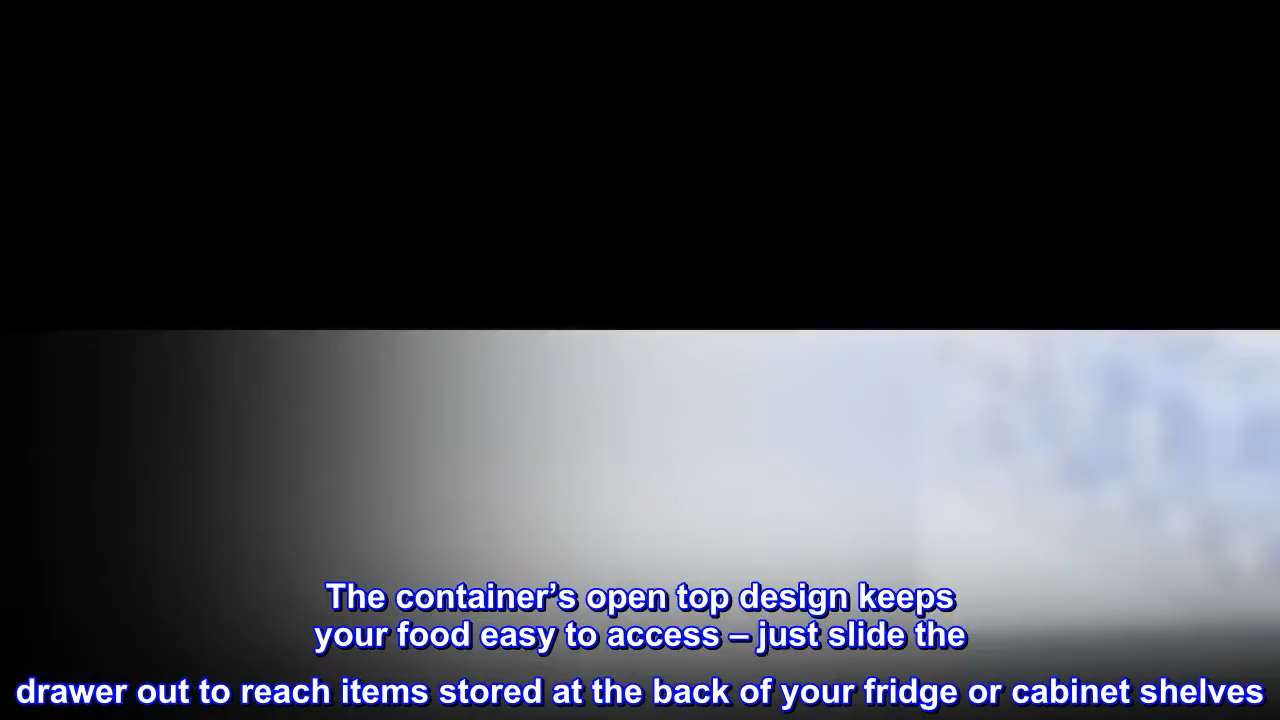 The container’s open top design keeps
your food easy to access – just slide the
drawer out to reach items stored at the back of your fridge or cabinet shelves